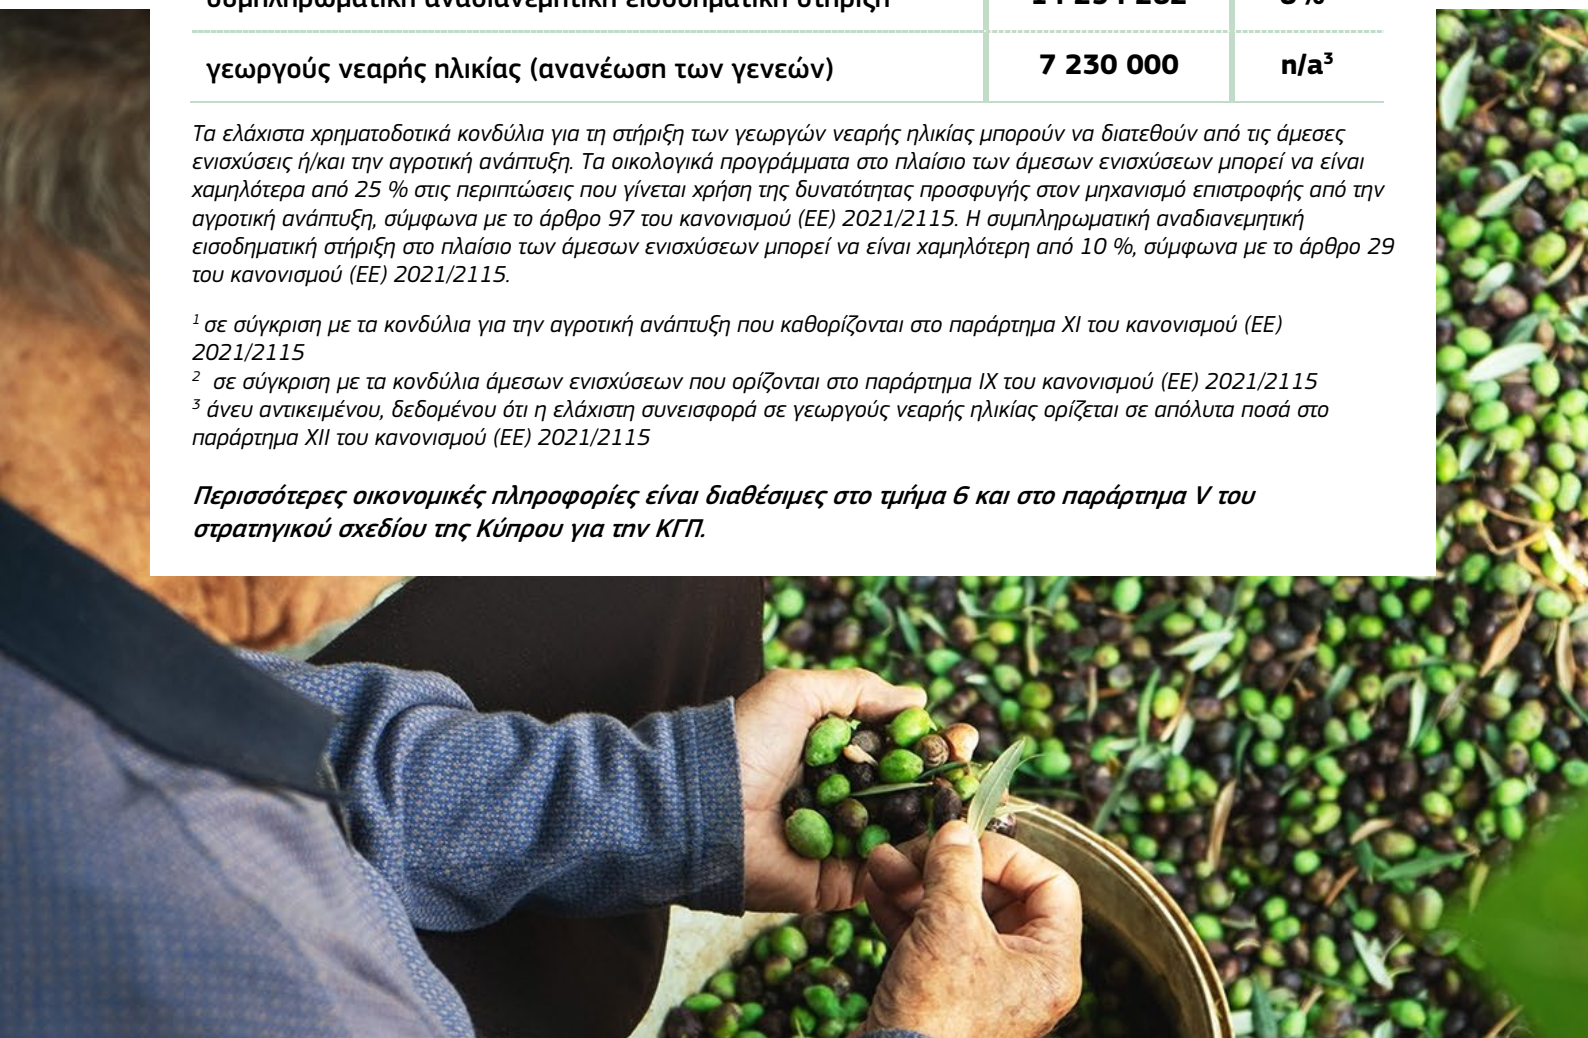 συμπληρωματική αναδιανεμητική εισοδηματική στήριξη
γεωργούς νεαρής ηλικίας (ανανέωση των γενεών) 7 230 000 n/a³
Τα ελάχιστα χρηματοδοτικά κονδύλια για τη στήριξη των γεωργών νεαρής ηλικίας μπορούν να διατεθούν από τις άμεσες
ενισχύσεις ή/και την αγροτική ανάπτυξη. Τα οικολογικά προγράμματα στο πλαίσιο των άμεσων ενισχύσεων μπορεί να είναι
χαμηλότερα από 25 % στις περιπτώσεις που γίνεται χρήση της δυνατότητας προσφυγής στον μηχανισμό επιστροφής από την
αγροτική ανάπτυξη, σύμφωνα με το άρθρο 97 του κανονισμού (ΕΕ) 2021/2115. Η συμπληρωματική αναδιανεμητική
εισοδηματική στήριξη στο πλαίσιο των άμεσων ενισχύσεων μπορεί να είναι χαμηλότερη από 10 %, σύμφωνα με το άρθρο 29
του κανονισμού (ΕΕ) 2021/2115.
¹ σε σύγκριση με τα κονδύλια για την αγροτική ανάπτυξη που καθορίζονται στο παράρτημα XI του κανονισμού (ΕΕ)
2021/2115
² σε σύγκριση με τα κονδύλια άμεσων ενισχύσεων που ορίζονται στο παράρτημα IX του κανονισμού (ΕΕ) 2021/2115
³ άνευ αντικειμένου, δεδομένου ότι η ελάχιστη συνεισφορά σε γεωργούς νεαρής ηλικίας ορίζεται σε απόλυτα ποσά στο
παράρτημα XII του κανονισμού (ΕΕ) 2021/2115
Περισσότερες οικονομικές πληροφορίες είναι διαθέσιμες στο τμήμα 6 και στο παράρτημα V του
στρατηγικού σχεδίου της Κύπρου για την ΚΓΠ.